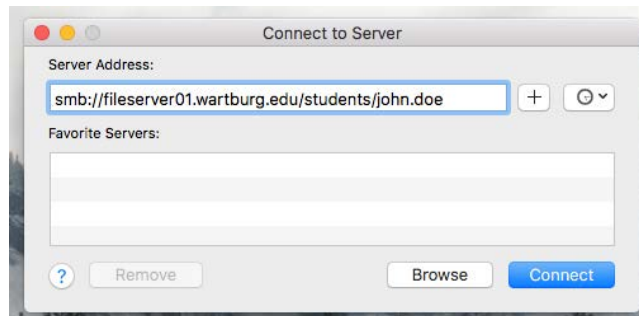 Connect to Server
Server Address:
smb://fileserver01.wartburg.edu/students/john.doe
+
Favorite Servers:
?
Remove
Browse
Connect